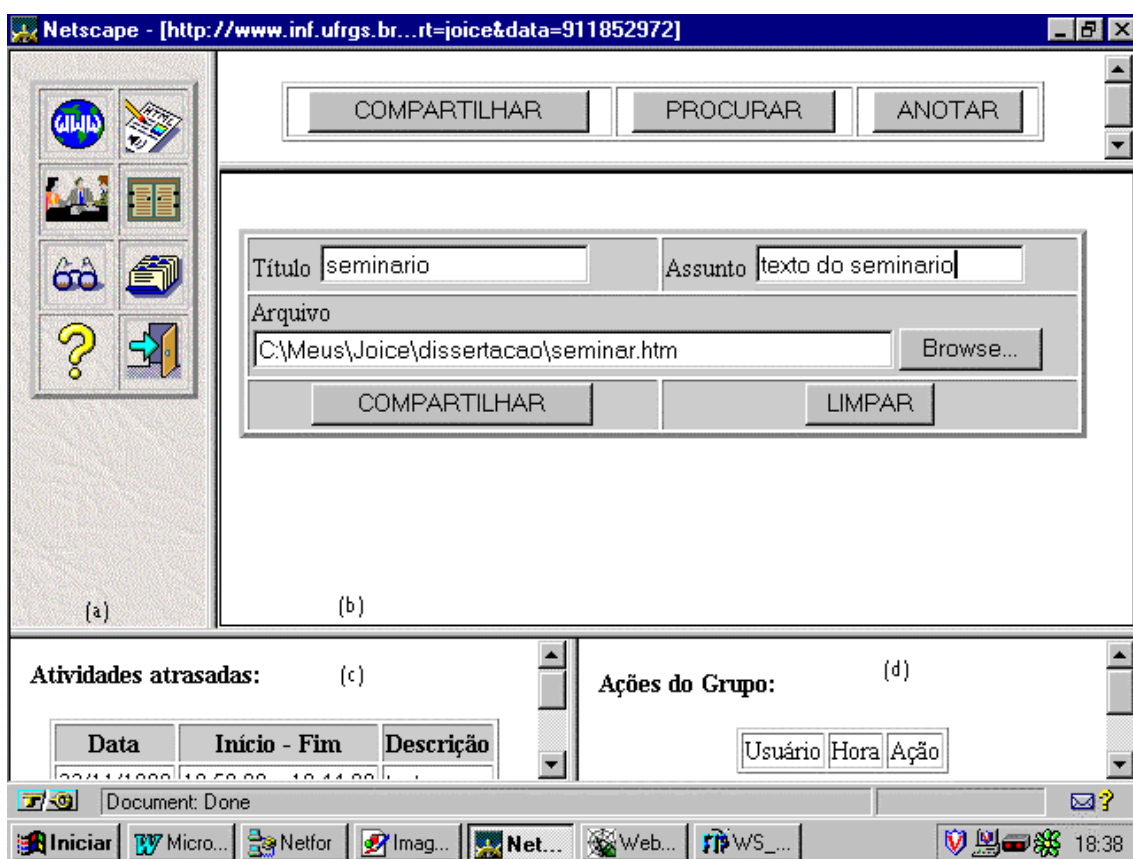 Netscape - [http://www.inf.ufrgs.br...rt=joice&data=911852972]
COMPARTILHAR PROCURAR ANOTAR
WWW
HTML
Título seminario Assunto texto do seminario
Arquivo
C:\Meus\Joice\dissertacao\seminar.htm Browse...
COMPARTILHAR LIMPAR
(a) (b)
Atividades atrasadas: (c)
Data Início - Fim Descrição
Ações do Grupo: (d)
Usuário Hora Ação
Document: Done
Iniciar Micro... Netfor Imag... Net... Web... WS_... 18:38